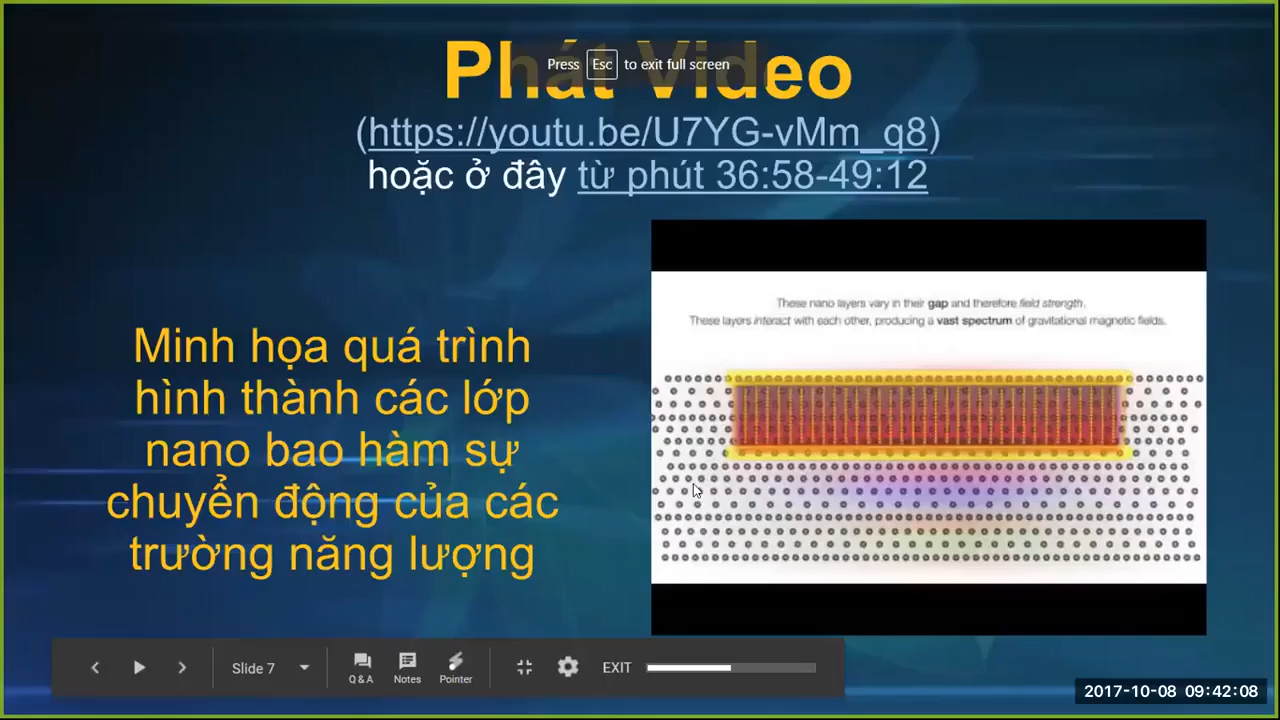 Phát Video
Press Esc to exit full screen
(https://youtu.be/U7YG-vMm_q8)
hoặc ở đây từ phút 36:58-49:12
These nano layers vary in their gap and therefore field strength.
These layers interact with each other, producing a vast spectrum of gravitational magnetic fields.
Minh họa quá trình
hình thành các lớp
nano bao hàm sự
chuyển động của các
trường năng lượng
Slide 7
Q & A
Notes
Pointer
EXIT
2017-10-08 09:42:08